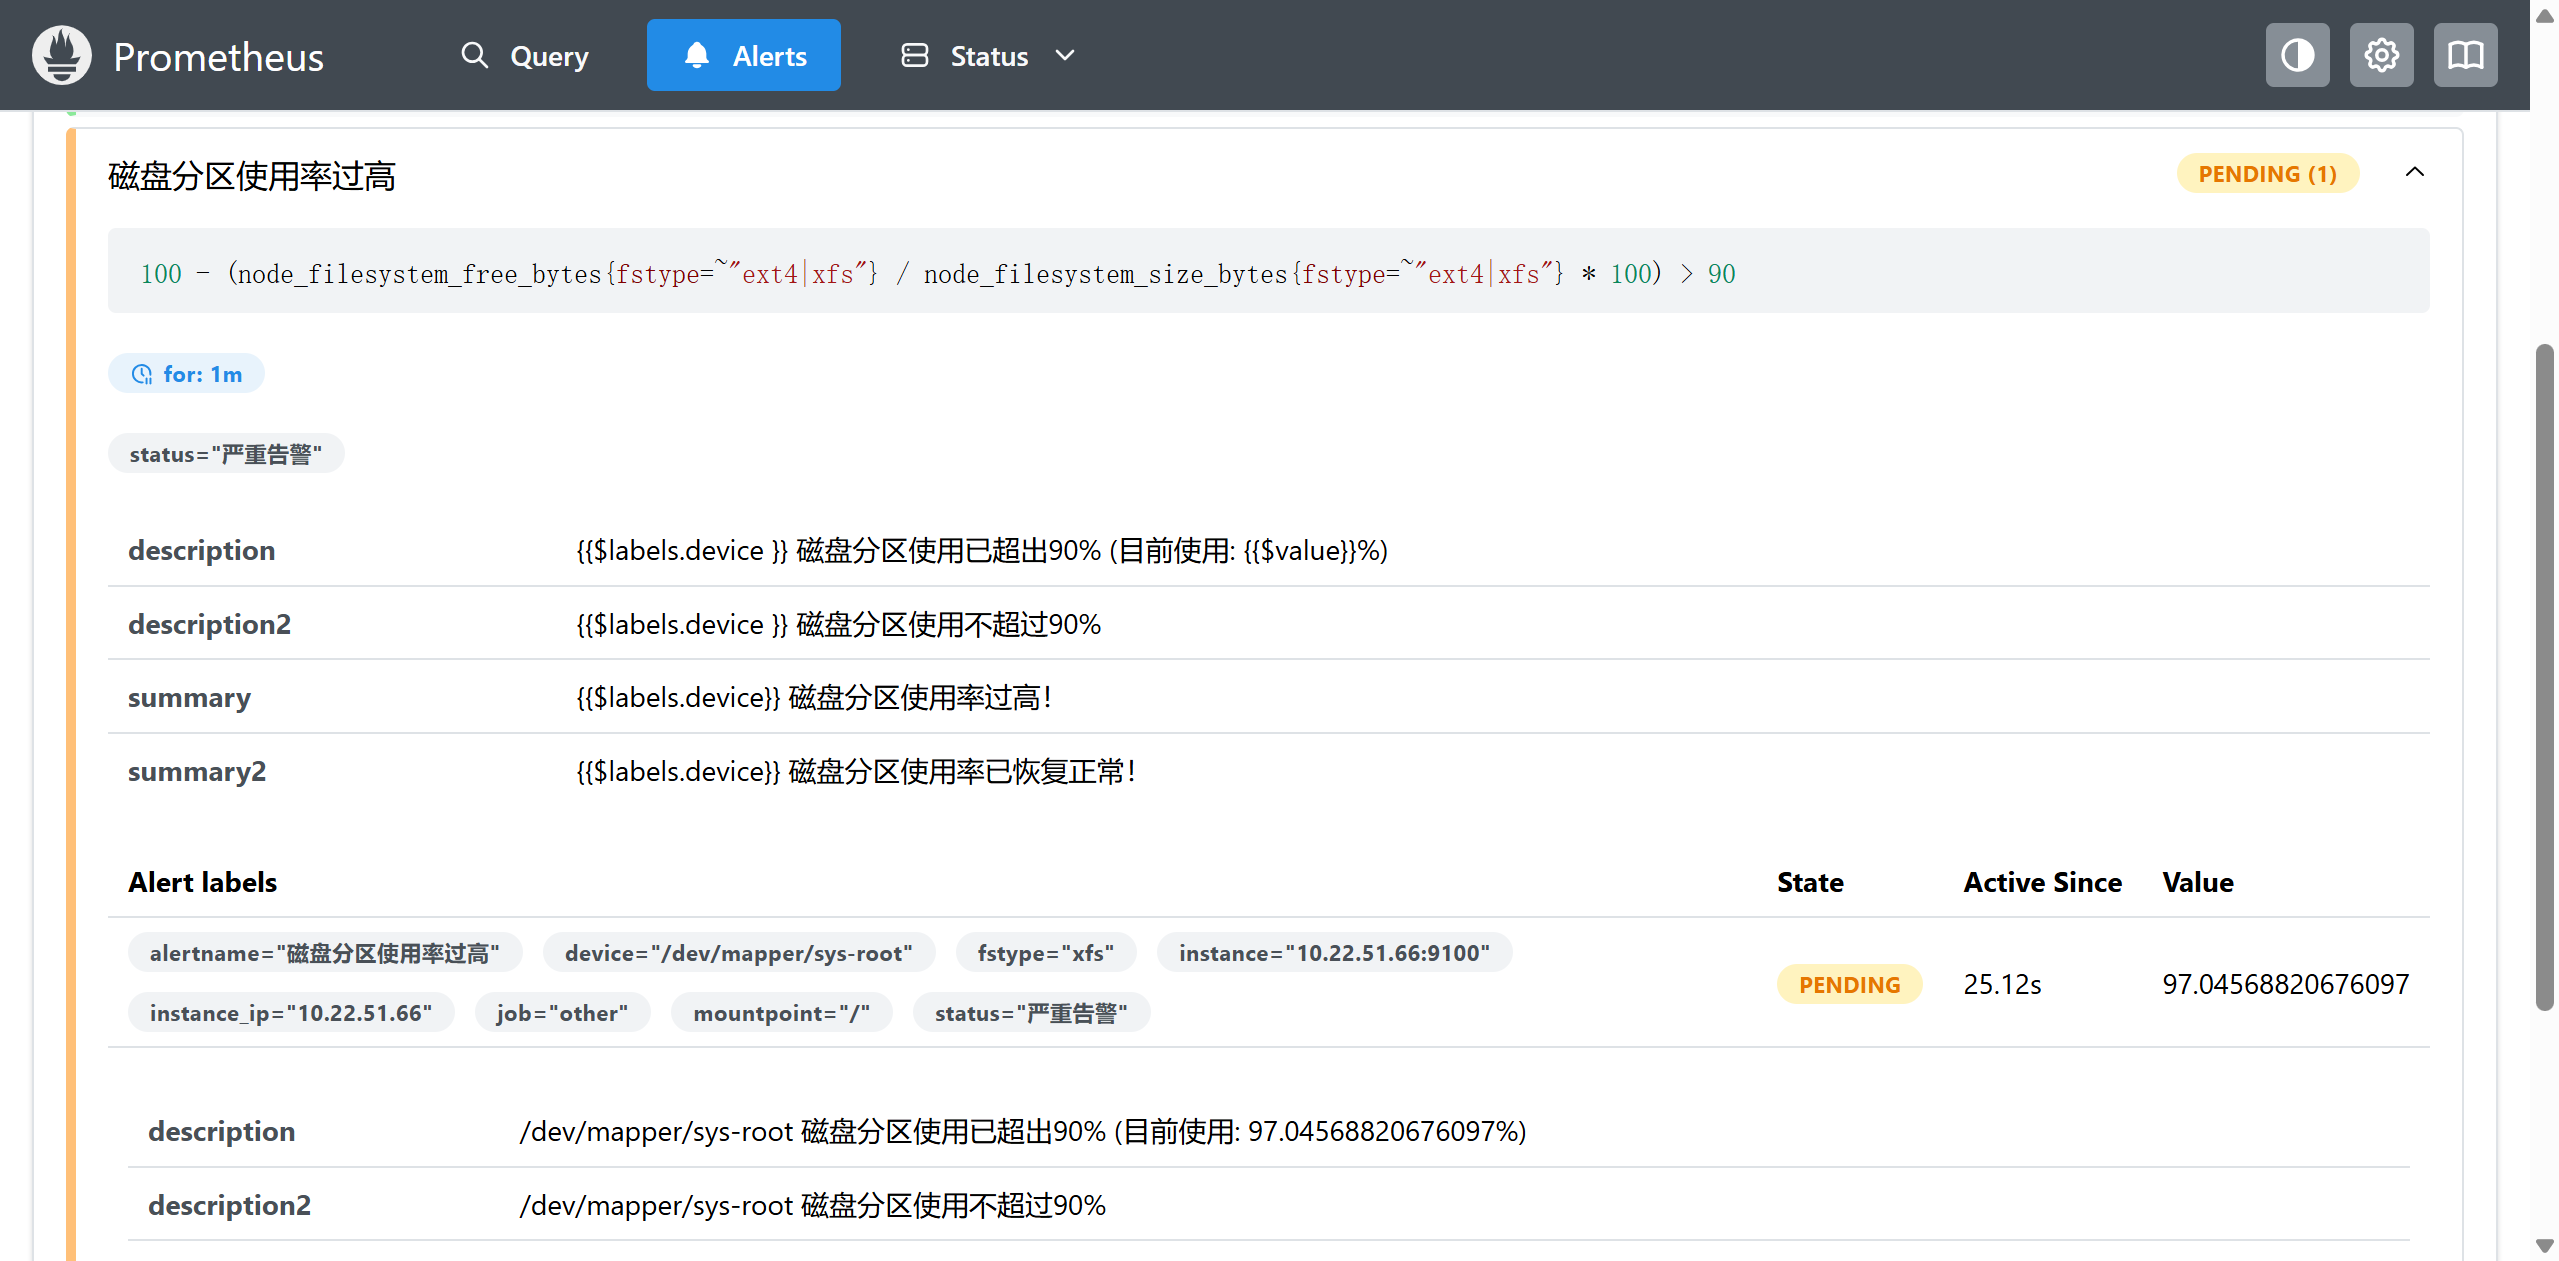 Prometheus Query Alerts Status
磁盘分区使用率过高 PENDING (1)
100 - (node_filesystem_free_bytes{fstype=~"ext4|xfs"} / node_filesystem_size_bytes{fstype=~"ext4|xfs"} * 100) > 90
for: 1m
status="严重告警"
description {{$labels.device }} 磁盘分区使用已超出90% (目前使用: {{$value}}%)
description2 {{$labels.device }} 磁盘分区使用不超过90%
summary {{$labels.device}} 磁盘分区使用率过高！
summary2 {{$labels.device}} 磁盘分区使用率已恢复正常！
Alert labels State Active Since Value
alertname="磁盘分区使用率过高" device="/dev/mapper/sys-root" fstype="xfs" instance="10.22.51.66:9100"
PENDING 25.12s 97.04568820676097
instance_ip="10.22.51.66" job="other" mountpoint="/" status="严重告警"
description /dev/mapper/sys-root 磁盘分区使用已超出90% (目前使用: 97.04568820676097%)
description2 /dev/mapper/sys-root 磁盘分区使用不超过90%